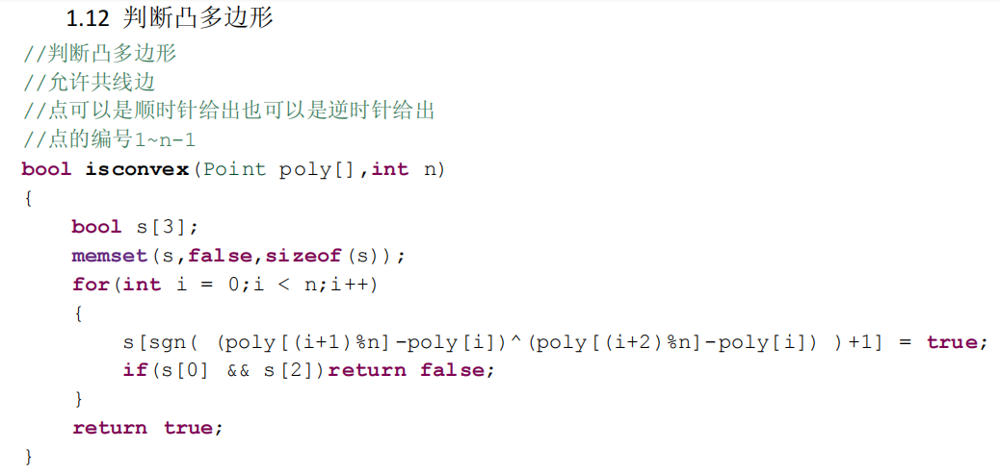 1.12 判断凸多边形
//判断凸多边形
//允许共线边
//点可以是顺时针给出也可以是逆时针给出
//点的编号1~n-1
bool isconvex(Point poly[],int n)
{
    bool s[3];
    memset(s,false,sizeof(s));
    for(int i = 0;i < n;i++)
    {
        s[sgn( (poly[(i+1)%n]-poly[i])^(poly[(i+2)%n]-poly[i]) )+1] = true;
        if(s[0] && s[2])return false;
    }
    return true;
}